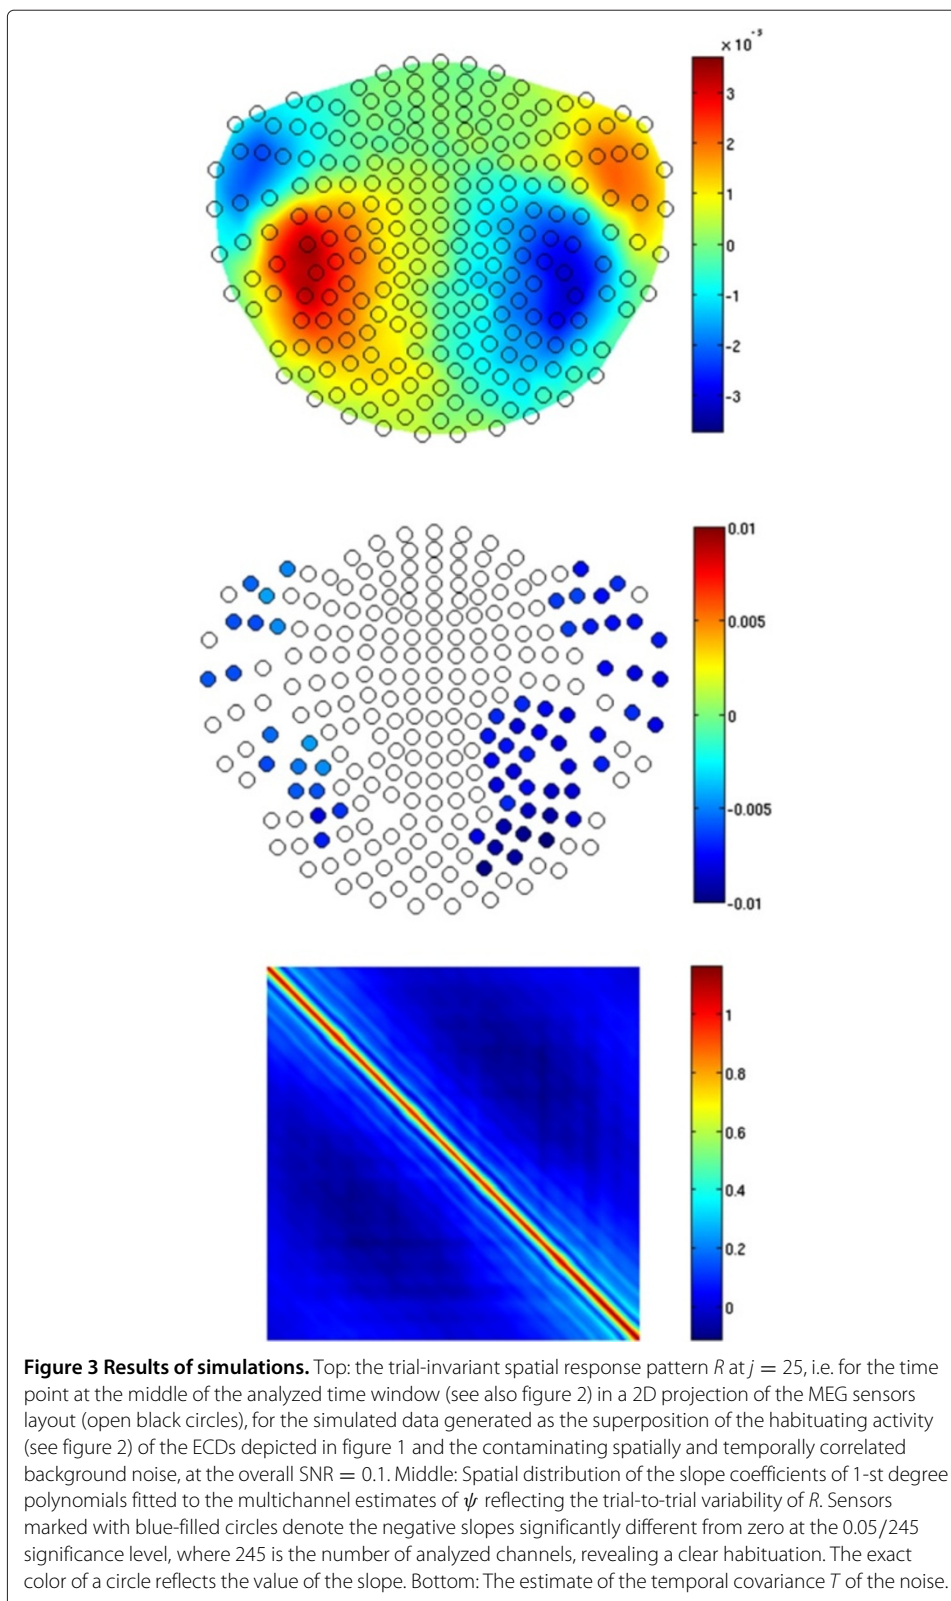 × 10⁻³
3
2
1
0
-1
-2
-3
0.01
0.005
0
-0.005
-0.01
1
0.8
0.6
0.4
0.2
0
Figure 3 Results of simulations. Top: the trial-invariant spatial response pattern R at j = 25, i.e. for the time
point at the middle of the analyzed time window (see also figure 2) in a 2D projection of the MEG sensors
layout (open black circles), for the simulated data generated as the superposition of the habituating activity
(see figure 2) of the ECDs depicted in figure 1 and the contaminating spatially and temporally correlated
background noise, at the overall SNR = 0.1. Middle: Spatial distribution of the slope coefficients of 1-st degree
polynomials fitted to the multichannel estimates of ψ reflecting the trial-to-trial variability of R. Sensors
marked with blue-filled circles denote the negative slopes significantly different from zero at the 0.05/245
significance level, where 245 is the number of analyzed channels, revealing a clear habituation. The exact
color of a circle reflects the value of the slope. Bottom: The estimate of the temporal covariance T of the noise.